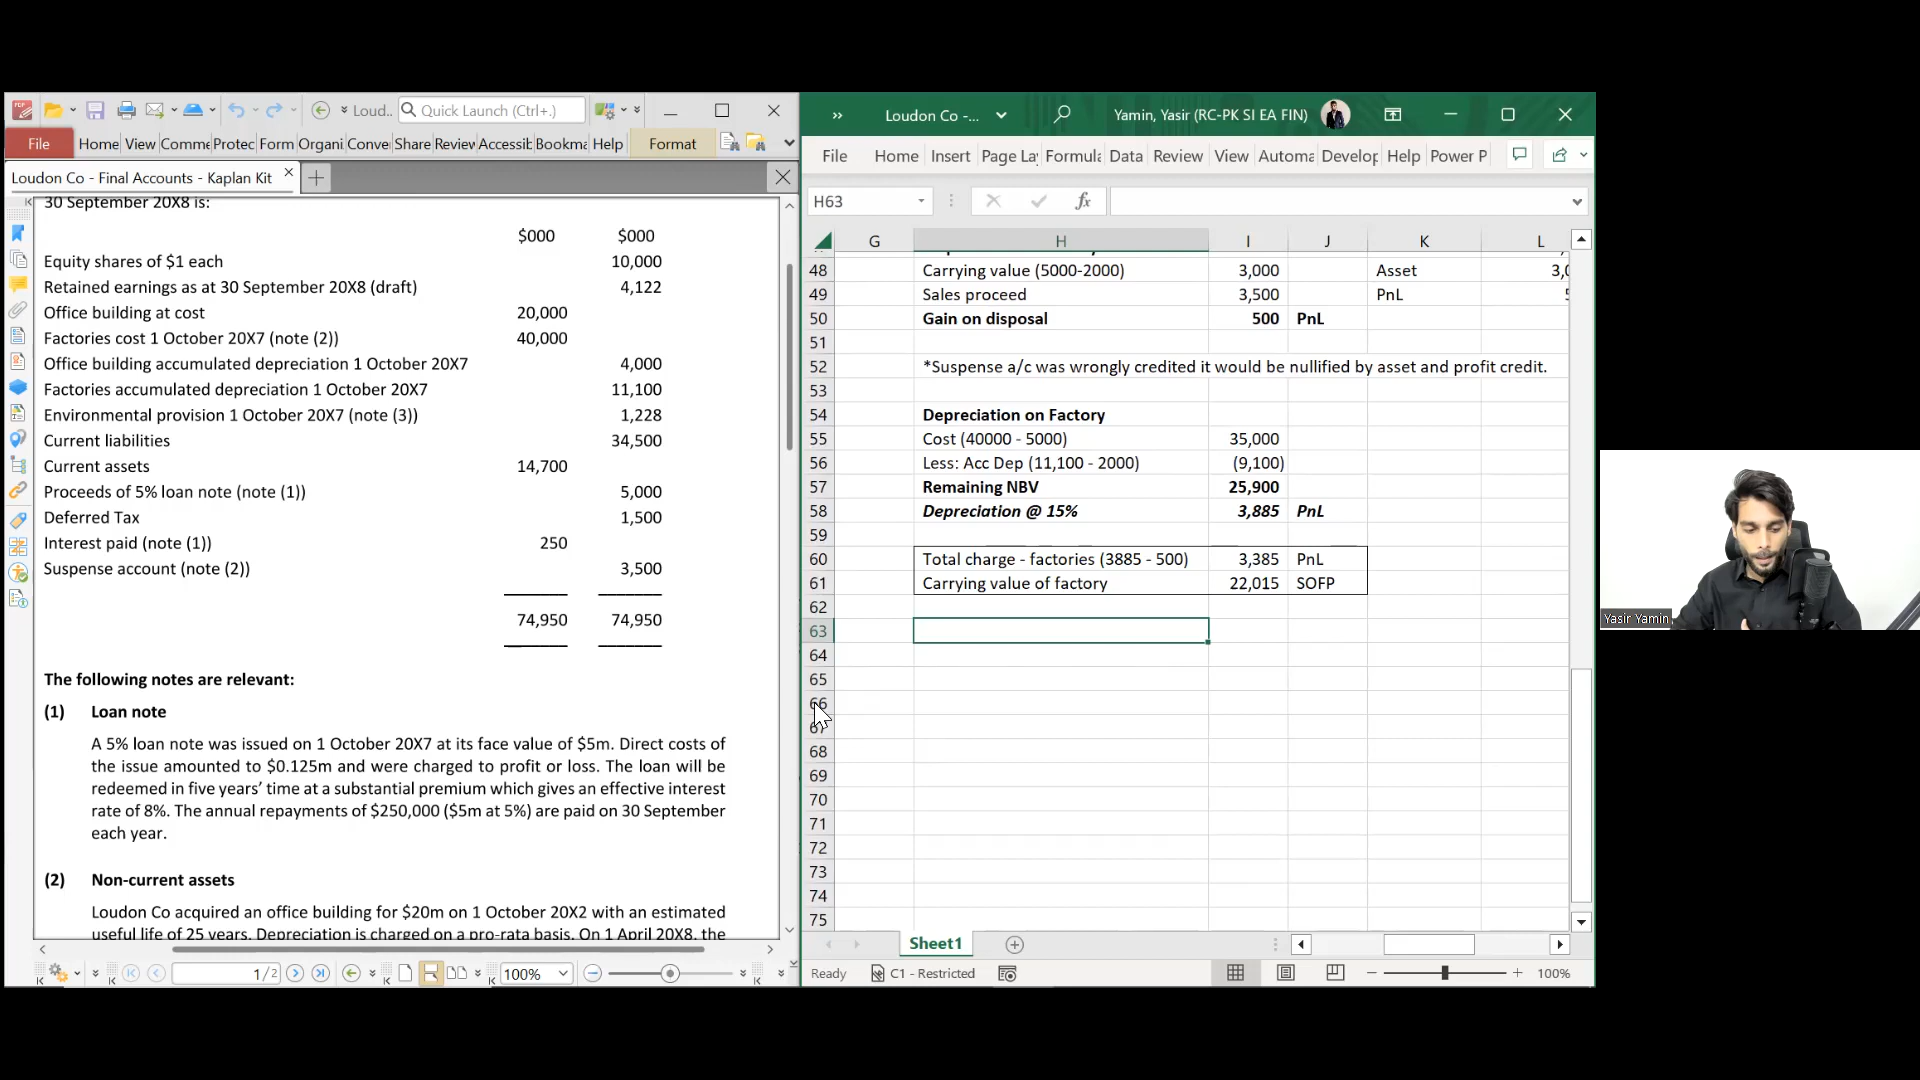 Loud..
Quick Launch (Ctrl+.)
File Home View Comme Protec Form Organi Conve Share Review Accessib Bookma Help Format
Loudon Co - Final Accounts - Kaplan Kit
30 September 20X8 is:
$000 $000
Equity shares of $1 each 10,000
Retained earnings as at 30 September 20X8 (draft) 4,122
Office building at cost 20,000
Factories cost 1 October 20X7 (note (2)) 40,000
Office building accumulated depreciation 1 October 20X7 4,000
Factories accumulated depreciation 1 October 20X7 11,100
Environmental provision 1 October 20X7 (note (3)) 1,228
Current liabilities 34,500
Current assets 14,700
Proceeds of 5% loan note (note (1)) 5,000
Deferred Tax 1,500
Interest paid (note (1)) 250
Suspense account (note (2)) 3,500
74,950 74,950
The following notes are relevant:
(1) Loan note
A 5% loan note was issued on 1 October 20X7 at its face value of $5m. Direct costs of
the issue amounted to $0.125m and were charged to profit or loss. The loan will be
redeemed in five years' time at a substantial premium which gives an effective interest
rate of 8%. The annual repayments of $250,000 ($5m at 5%) are paid on 30 September
each year.
(2) Non-current assets
Loudon Co acquired an office building for $20m on 1 October 20X2 with an estimated
useful life of 25 years. Depreciation is charged on a pro-rata basis. On 1 April 20X8, the
1 / 2
100%
Loudon Co -...
Yamin, Yasir (RC-PK SI EA FIN)
File Home Insert Page Lay Formula Data Review View Automa Develop Help Power P
H63 fx
G H I J K L
48 Carrying value (5000-2000) 3,000 Asset 3,0
49 Sales proceed 3,500 PnL 5
50 Gain on disposal 500 PnL
51
52 *Suspense a/c was wrongly credited it would be nullified by asset and profit credit.
53
54 Depreciation on Factory
55 Cost (40000 - 5000) 35,000
56 Less: Acc Dep (11,100 - 2000) (9,100)
57 Remaining NBV 25,900
58 Depreciation @ 15% 3,885 PnL
59
60 Total charge - factories (3885 - 500) 3,385 PnL
61 Carrying value of factory 22,015 SOFP
62
63
64
65
66
67
68
69
70
71
72
73
74
75
Sheet1
Ready C1 - Restricted 100%
Yasir Yamin